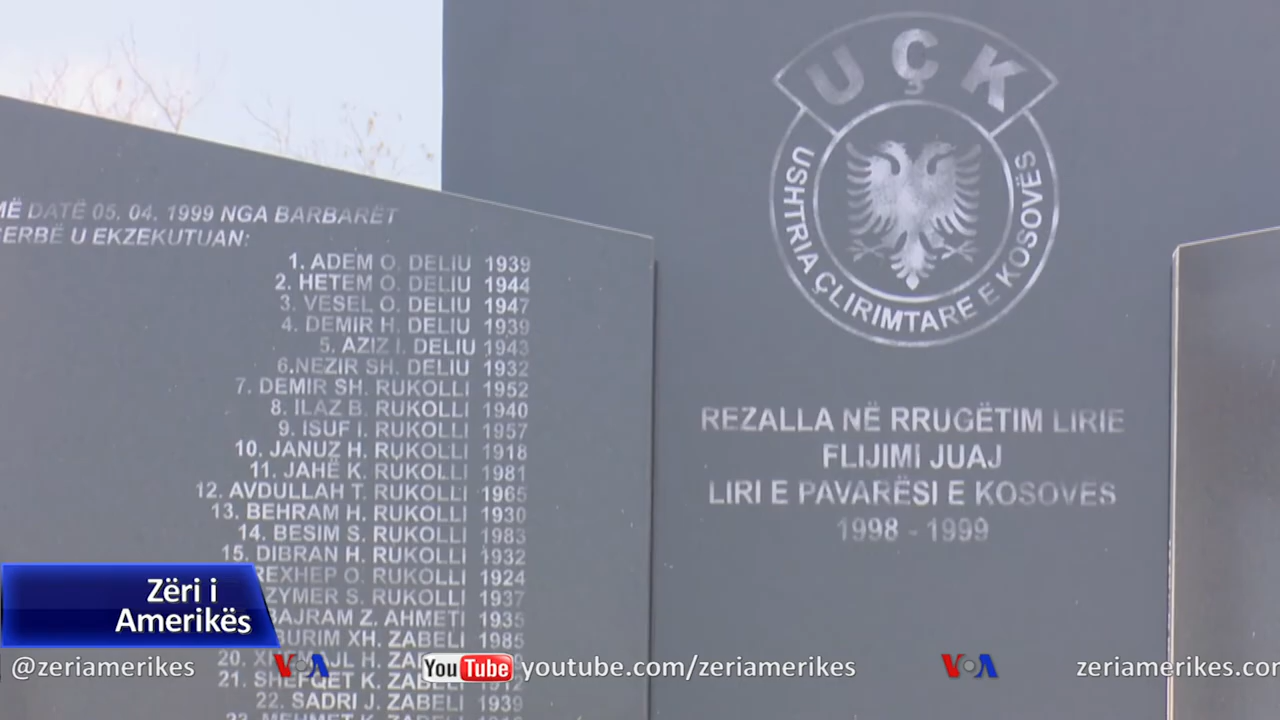 MË DATË 05. 04. 1999 NGA BARBARËT
SERBË U EKZEKUTUAN:
1. ADEM O. DELIU 1939
2. HETEM O. DELIU 1944
3. VESEL O. DELIU 1947
4. DEMIR H. DELIU 1939
5. AZIZ I. DELIU 1943
6.NEZIR SH. DELIU 1932
7. DEMIR SH. RUKOLLI 1952
8. ILAZ B. RUKOLLI 1940
9. ISUF I. RUKOLLI 1957
10. JANUZ H. RUKOLLI 1918
11. JAHË K. RUKOLLI 1981
12. AVDULLAH T. RUKOLLI 1965
13. BEHRAM H. RUKOLLI 1930
14. BESIM S. RUKOLLI 1983
15. DIBRAN H. RUKOLLI 1932
REXHEP O. RUKOLLI 1924
ZYMER S. RUKOLLI 1937
BAJRAM Z. AHMETI 1935
BURIM XH. ZABELI 1985
20. H.
21. SHEFQET K. 1912
22. SADRI J. ZABELI 1939
23. MEHMET K.
UÇK
USHTRIA ÇLIRIMTARE E KOSOVËS
REZALLA NË RRUGËTIM LIRIE
FLIJIMI JUAJ
LIRI E PAVARËSI E KOSOVES
1998 - 1999
Zëri i
Amerikës
@zeriamerikes VOA YouTube youtube.com/zeriamerikes VOA zeriamerikes.com